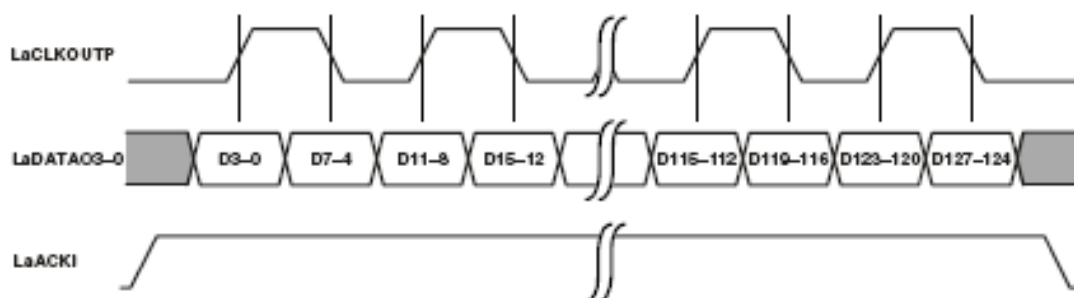 LaCLKOUTP
LaDATAO3–0 D3–0 D7–4 D11–8 D15–12 D115–112 D119–116 D123–120 D127–124
LaACKI